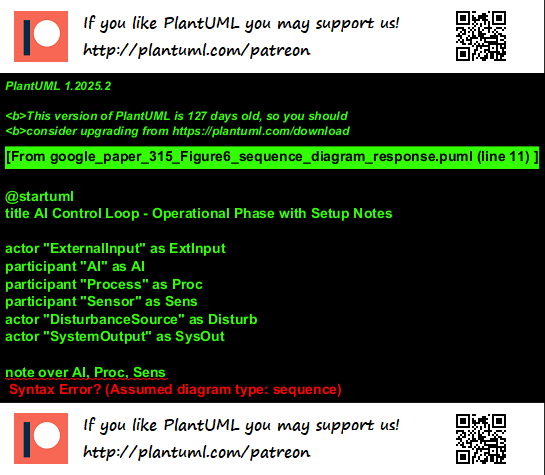 If you like PlantUML you may support us!
http://plantuml.com/patreon
PlantUML 1.2025.2
<b>This version of PlantUML is 127 days old, so you should
<b>consider upgrading from https://plantuml.com/download
[From google_paper_315_Figure6_sequence_diagram_response.puml (line 11) ]
@startuml
title AI Control Loop - Operational Phase with Setup Notes
actor "ExternalInput" as ExtInput
participant "AI" as AI
participant "Process" as Proc
participant "Sensor" as Sens
actor "DisturbanceSource" as Disturb
actor "SystemOutput" as SysOut
note over AI, Proc, Sens
Syntax Error? (Assumed diagram type: sequence)
If you like PlantUML you may support us!
http://plantuml.com/patreon